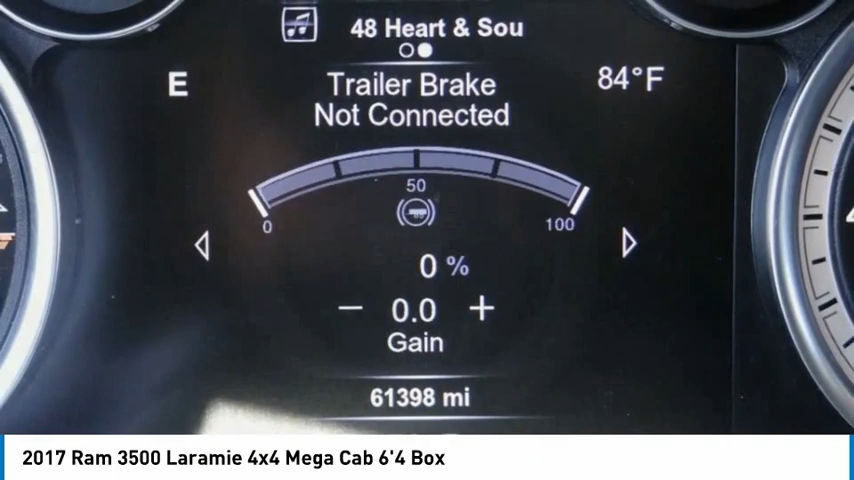 48 Heart & Sou
E
Trailer Brake
84°F
Not Connected
50
0
100
0 %
− 0.0 +
Gain
61398 mi
2017 Ram 3500 Laramie 4x4 Mega Cab 6'4 Box